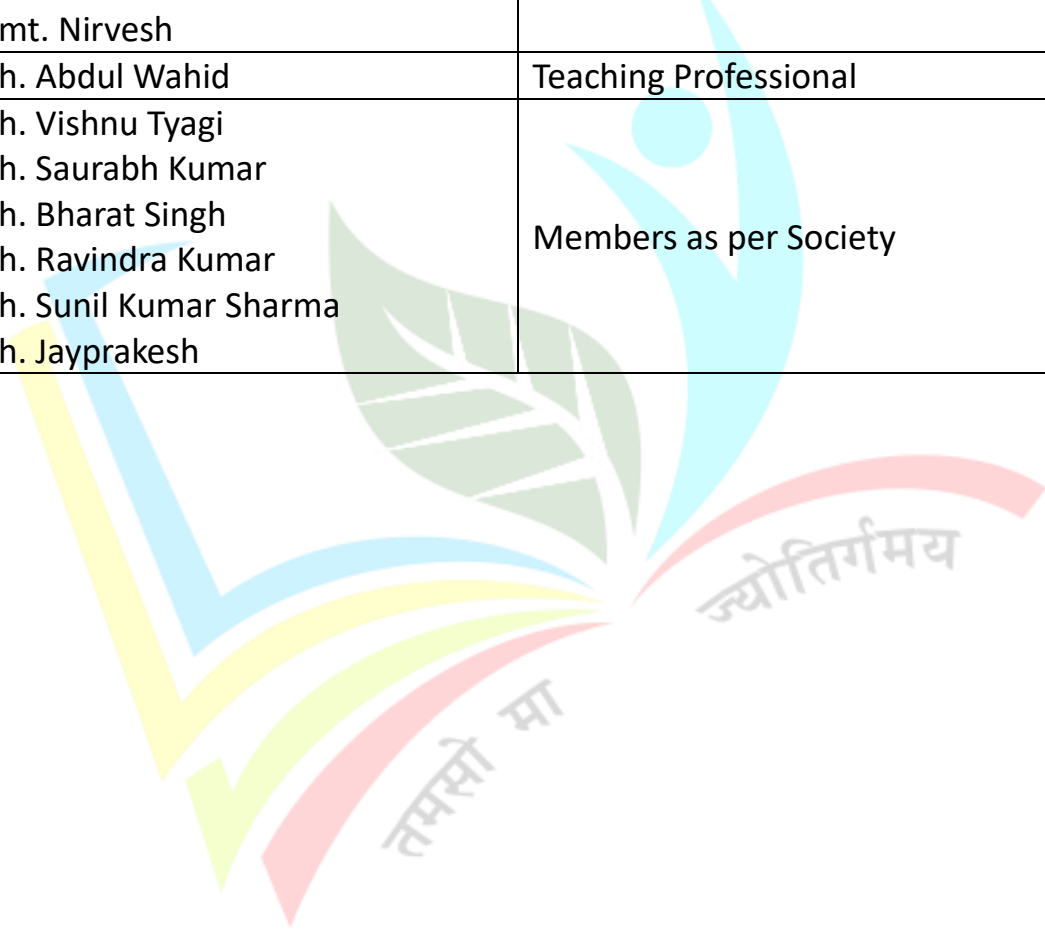 mt. Nirvesh
h. Abdul Wahid Teaching Professional
h. Vishnu Tyagi
h. Saurabh Kumar
h. Bharat Singh
Members as per Society
h. Ravindra Kumar
h. Sunil Kumar Sharma
h. Jayprakesh
ज्योतिर्गमय
तमसो मा